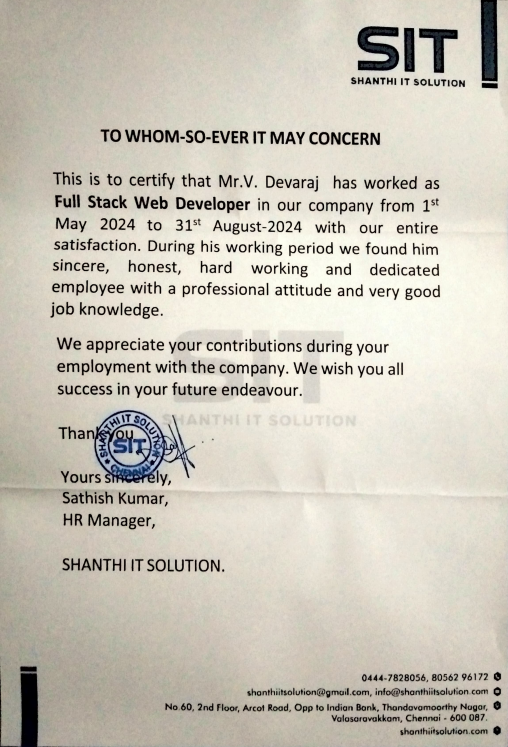 SIT
SHANTHI IT SOLUTION
TO WHOM-SO-EVER IT MAY CONCERN
This is to certify that Mr.V. Devaraj has worked as
Full Stack Web Developer in our company from 1st
May 2024 to 31st August-2024 with our entire
satisfaction. During his working period we found him
sincere, honest, hard working and dedicated
employee with a professional attitude and very good
job knowledge.
SIT
We appreciate your contributions during your
employment with the company. We wish you all
success in your future endeavour.
SHANTHI IT SOLUTION
Thank you
SHANTHI IT SOLUTION
SIT
CHENNAI
Yours sincerely,
Sathish Kumar,
HR Manager,
SHANTHI IT SOLUTION.
0444-7828056, 80562 96172
shanthiitsolution@gmail.com, info@shanthiitsolution.com
No.60, 2nd Floor, Arcot Road, Opp to Indian Bank, Thandavamoorthy Nagar,
Valasaravakkam, Chennai - 600 087.
shanthiitsolution.com